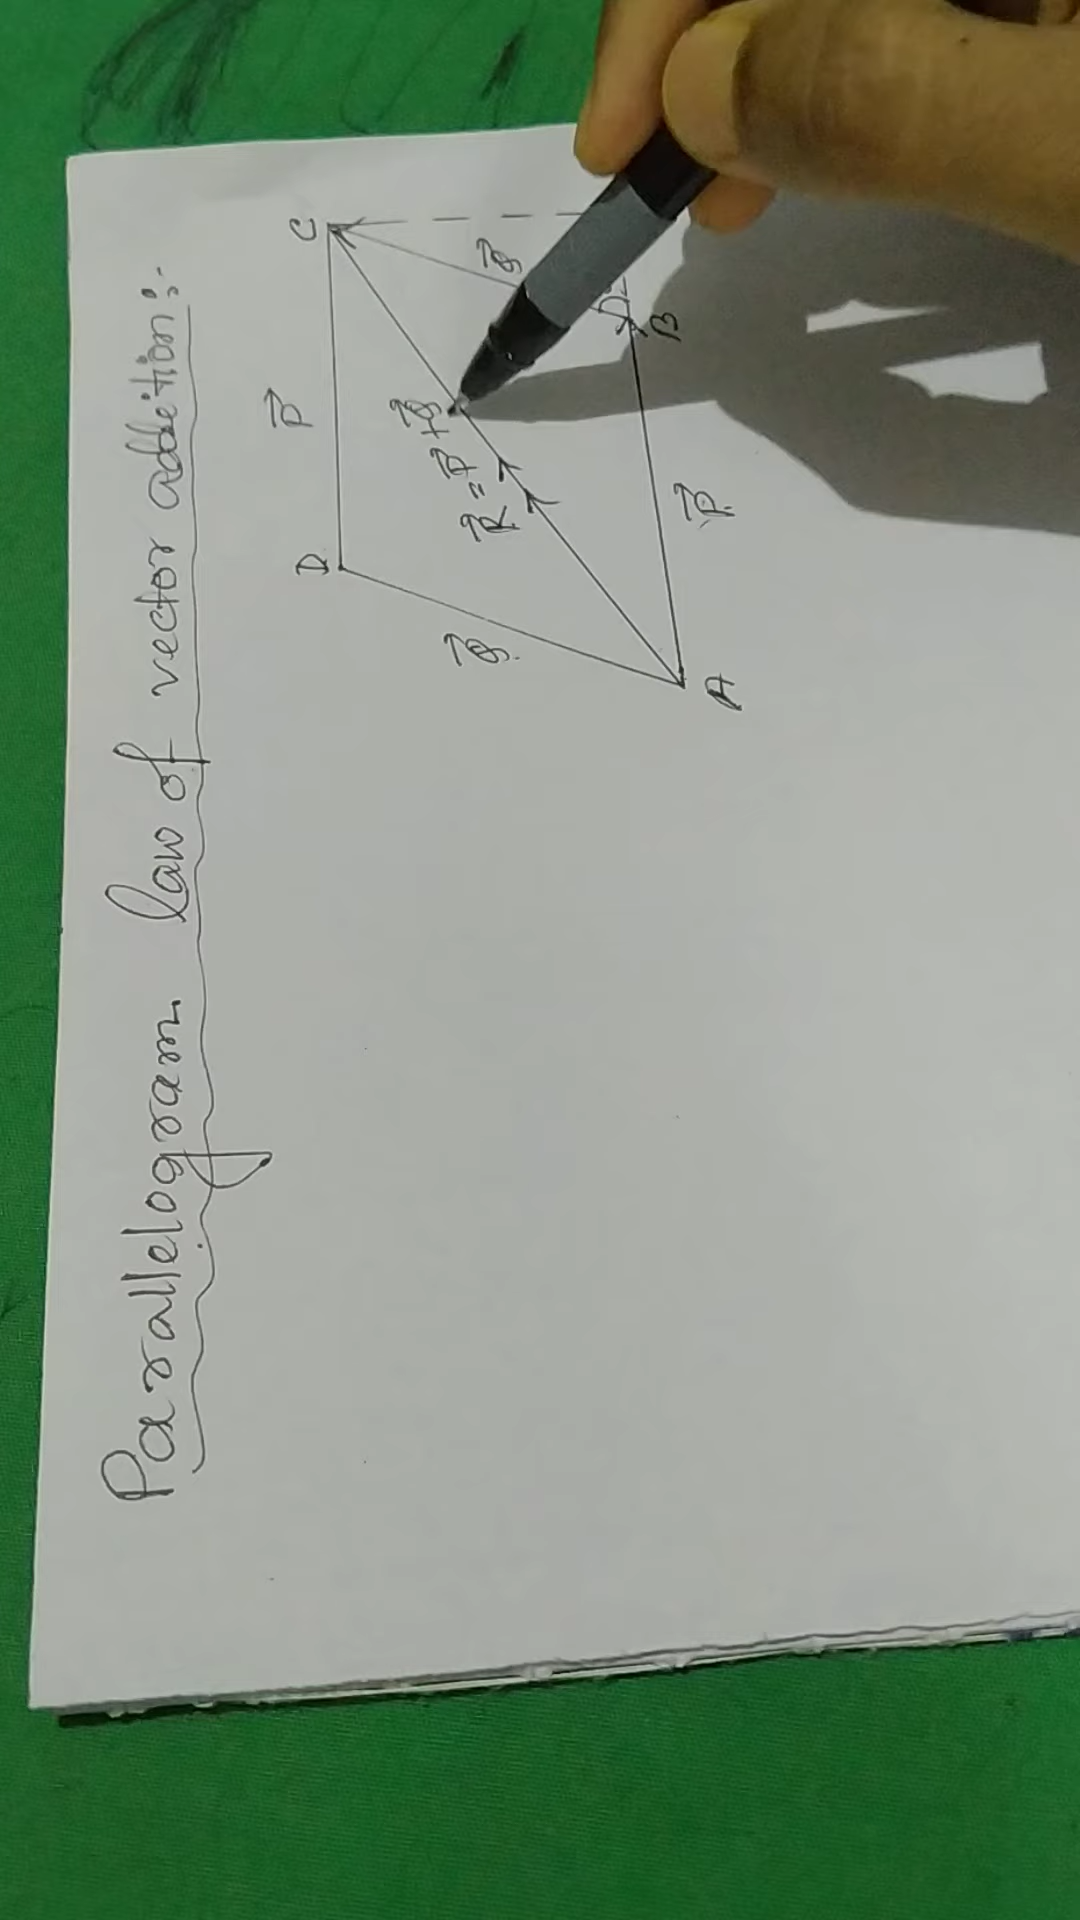 Parallelogram law of vector addition:-
D
C
P⃗
Q⃗
R⃗ = P⃗ + Q⃗
Q⃗
A
P⃗
B